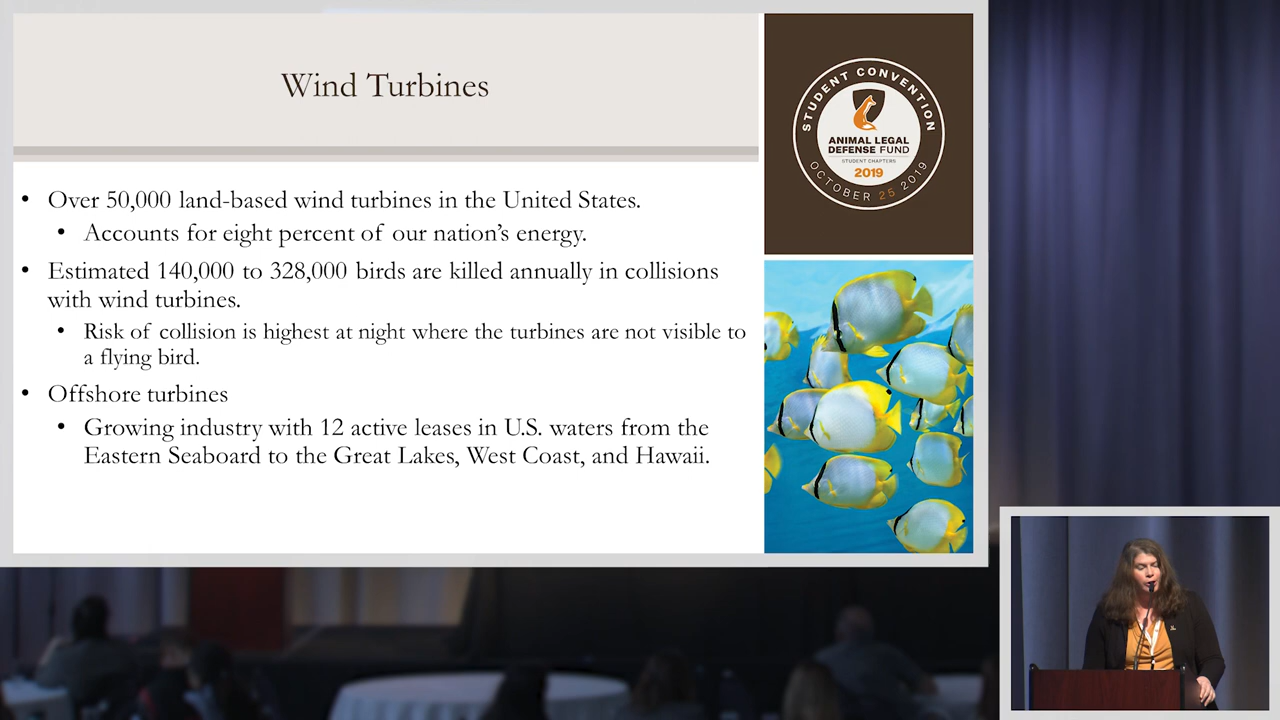 Wind Turbines
• Over 50,000 land-based wind turbines in the United States.
• Accounts for eight percent of our nation's energy.
• Estimated 140,000 to 328,000 birds are killed annually in collisions
with wind turbines.
• Risk of collision is highest at night where the turbines are not visible to
a flying bird.
• Offshore turbines
• Growing industry with 12 active leases in U.S. waters from the
Eastern Seaboard to the Great Lakes, West Coast, and Hawaii.
STUDENT CONVENTION
ANIMAL LEGAL
DEFENSE FUND
STUDENT CHAPTERS
2019
OCTOBER 25 2019